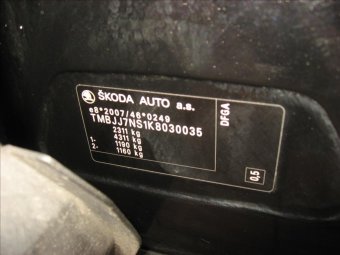 ŠKODA AUTO a.s.
e8*2007/46*0249
TMBJJ7NS1K8030035
2311 kg
4311 kg
1. 1190 kg
2. 1160 kg
DFGA
0,5